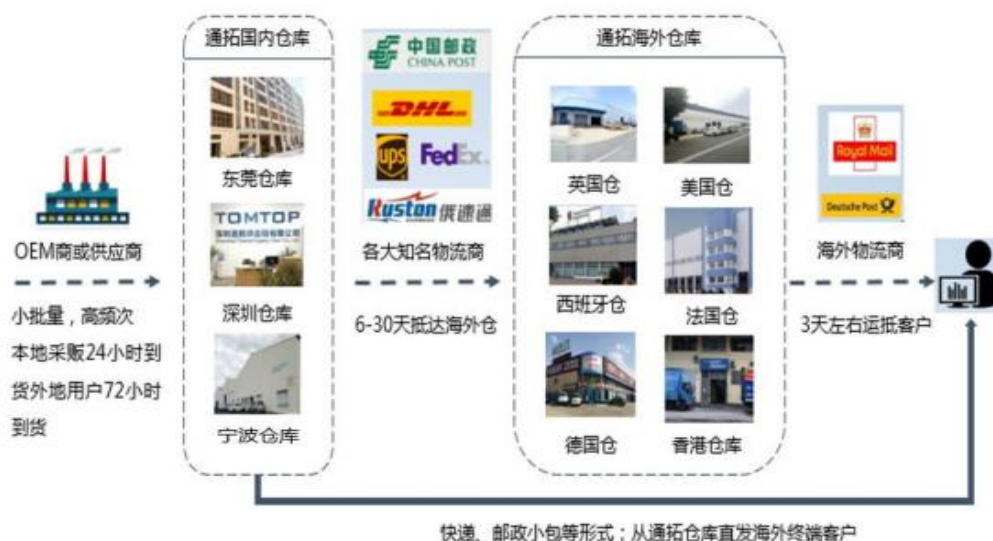 通拓国内仓库
东莞仓库
TOMTOP
深圳仓库
宁波仓库
中国邮政
CHINA POST
DHL
ups
FedEx
Ruston 俄速通
各大知名物流商
6-30天抵达海外仓
通拓海外仓库
英国仓
美国仓
西班牙仓
法国仓
德国仓
香港仓库
Royal Mail
Deutsche Post
海外物流商
3天左右运抵客户
OEM商或供应商
小批量，高频次
本地采贩24小时到
货外地用户72小时
到货
快递、邮政小包等形式；从通拓仓库直发海外终端客户